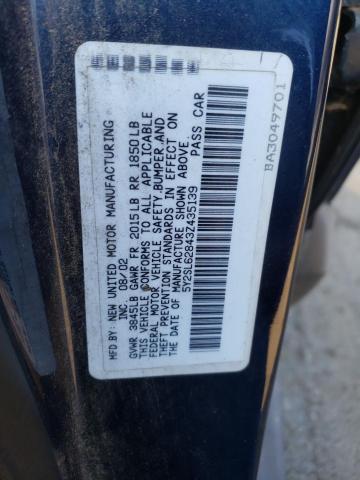 MFD. BY: NEW UNITED MOTOR MANUFACTURING
INC. 08/02
GVWR 3845LB GAWR FR 2015LB RR 1850LB
THIS VEHICLE CONFORMS TO ALL APPLICABLE
FEDERAL MOTOR VEHICLE SAFETY,BUMPER,AND
THEFT PREVENTION STANDARDS IN EFFECT ON
THE DATE OF MANUFACTURE SHOWN ABOVE.
5Y2SL62843Z435139 PASS CAR
BA3049701